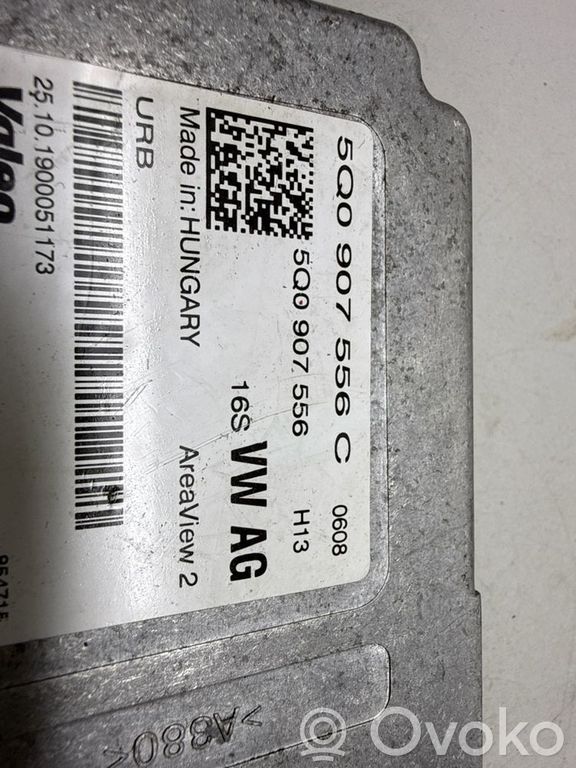 5Q0 907 556 C 0608
5Q0 907 556 H13
16S VW AG
Made in: HUNGARY AreaView 2
URB
25.10.1900051173
Valeo
>A380<
Ovoko